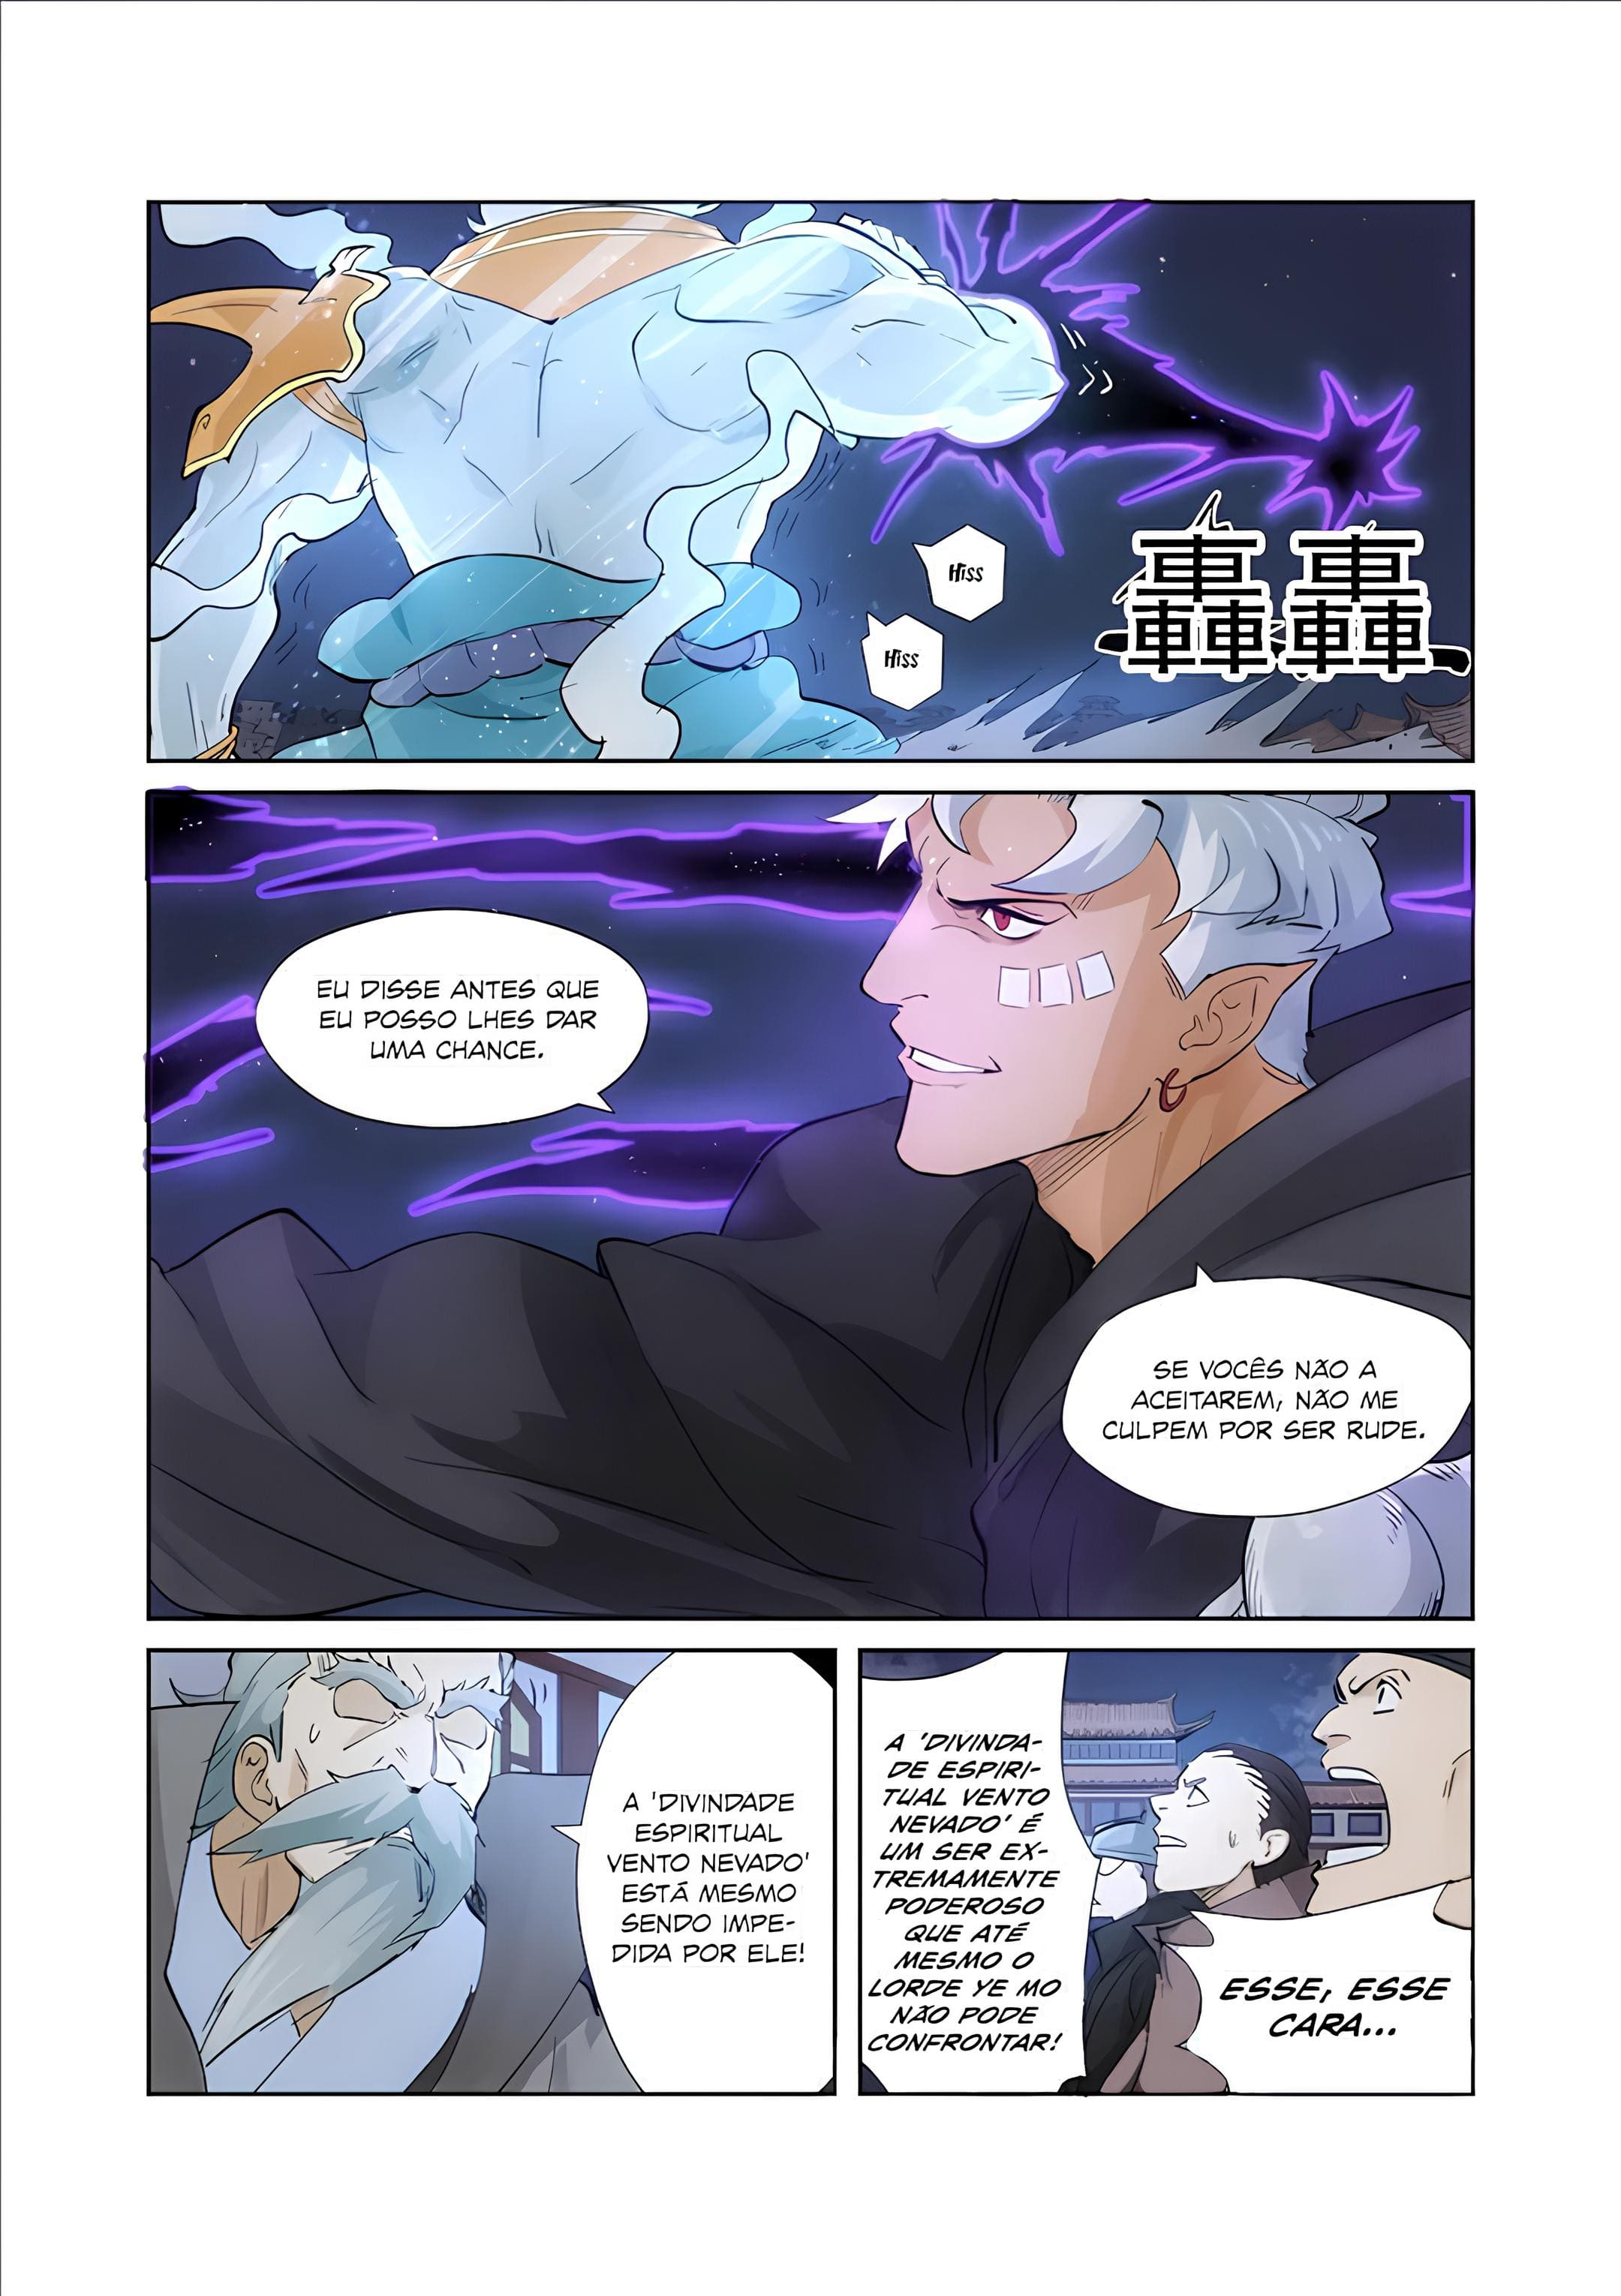 Hiss
Hiss
轟轟
EU DISSE ANTES QUE
EU POSSO LHES DAR
UMA CHANCE.
SE VOCÊS NÃO A
ACEITAREM, NÃO ME
CULPEM POR SER RUDE.
A 'DIVINDADE
ESPIRITUAL
VENTO NEVADO'
ESTÁ MESMO
SENDO IMPE-
DIDA POR ELE!
A 'DIVINDA-
DE ESPIRI-
TUAL VENTO
NEVADO' É
UM SER EX-
TREMAMENTE
PODEROSO
QUE ATÉ
MESMO O
LORDE YE MO
NÃO PODE
CONFRONTAR!
ESSE, ESSE
CARA...